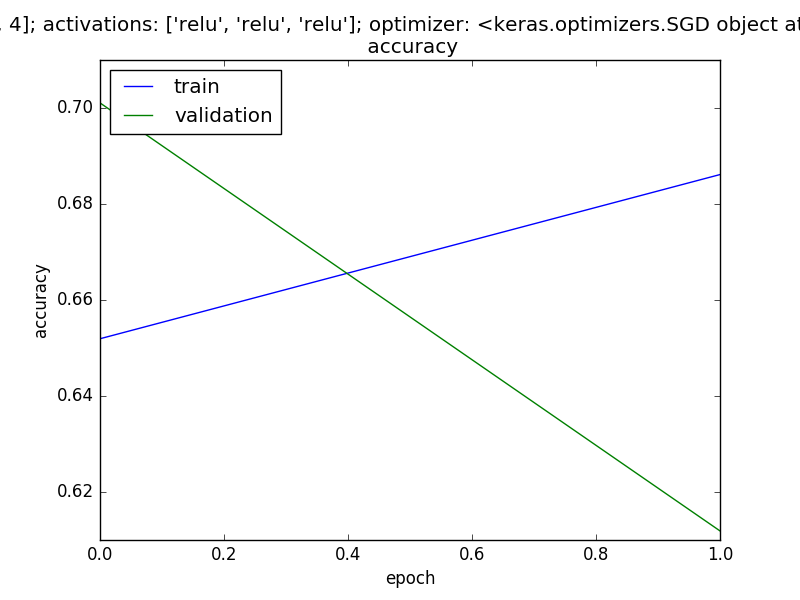 , 4]; activations: ['relu', 'relu', 'relu']; optimizer: <keras.optimizers.SGD object at
accuracy
train
validation
0.70
0.68
0.66
0.64
0.62
accuracy
0.0 0.2 0.4 0.6 0.8 1.0
epoch